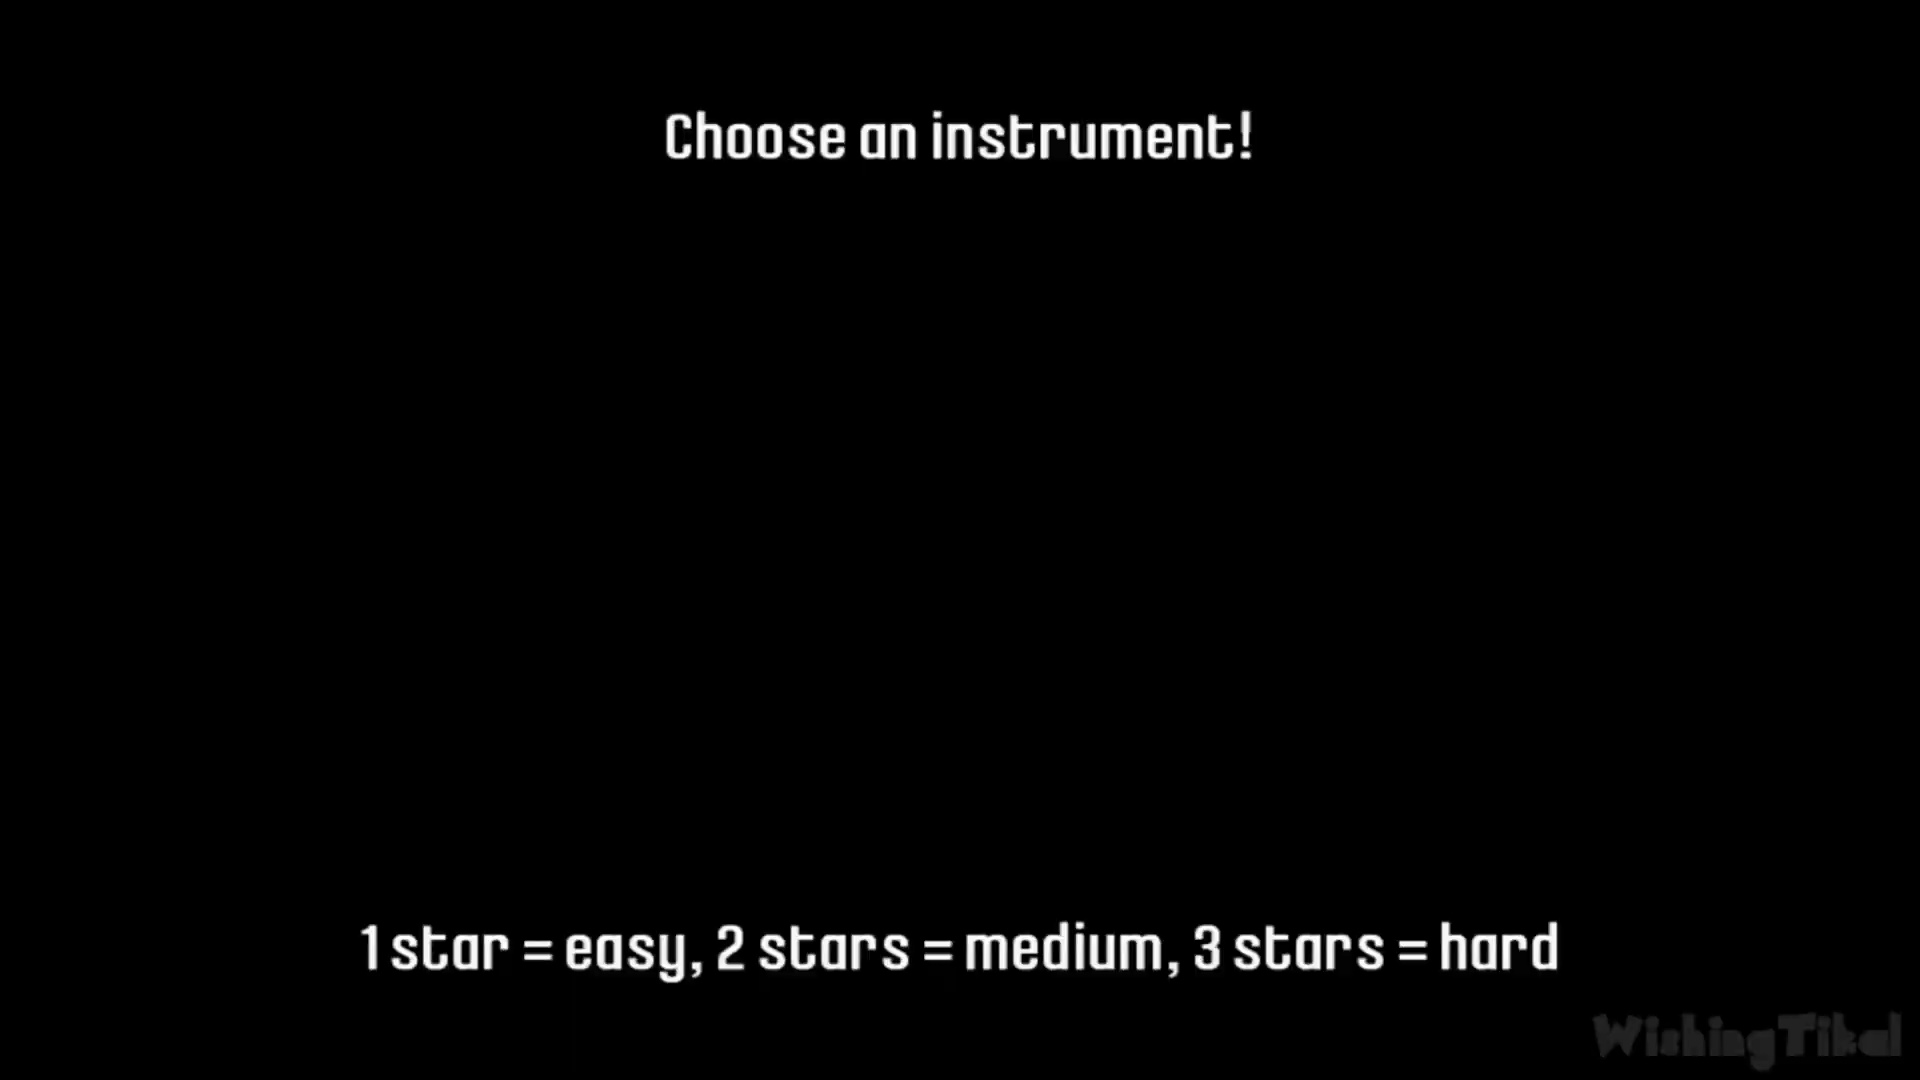 Choose an instrument!
1 star = easy, 2 stars = medium, 3 stars = hard
WishingTikal